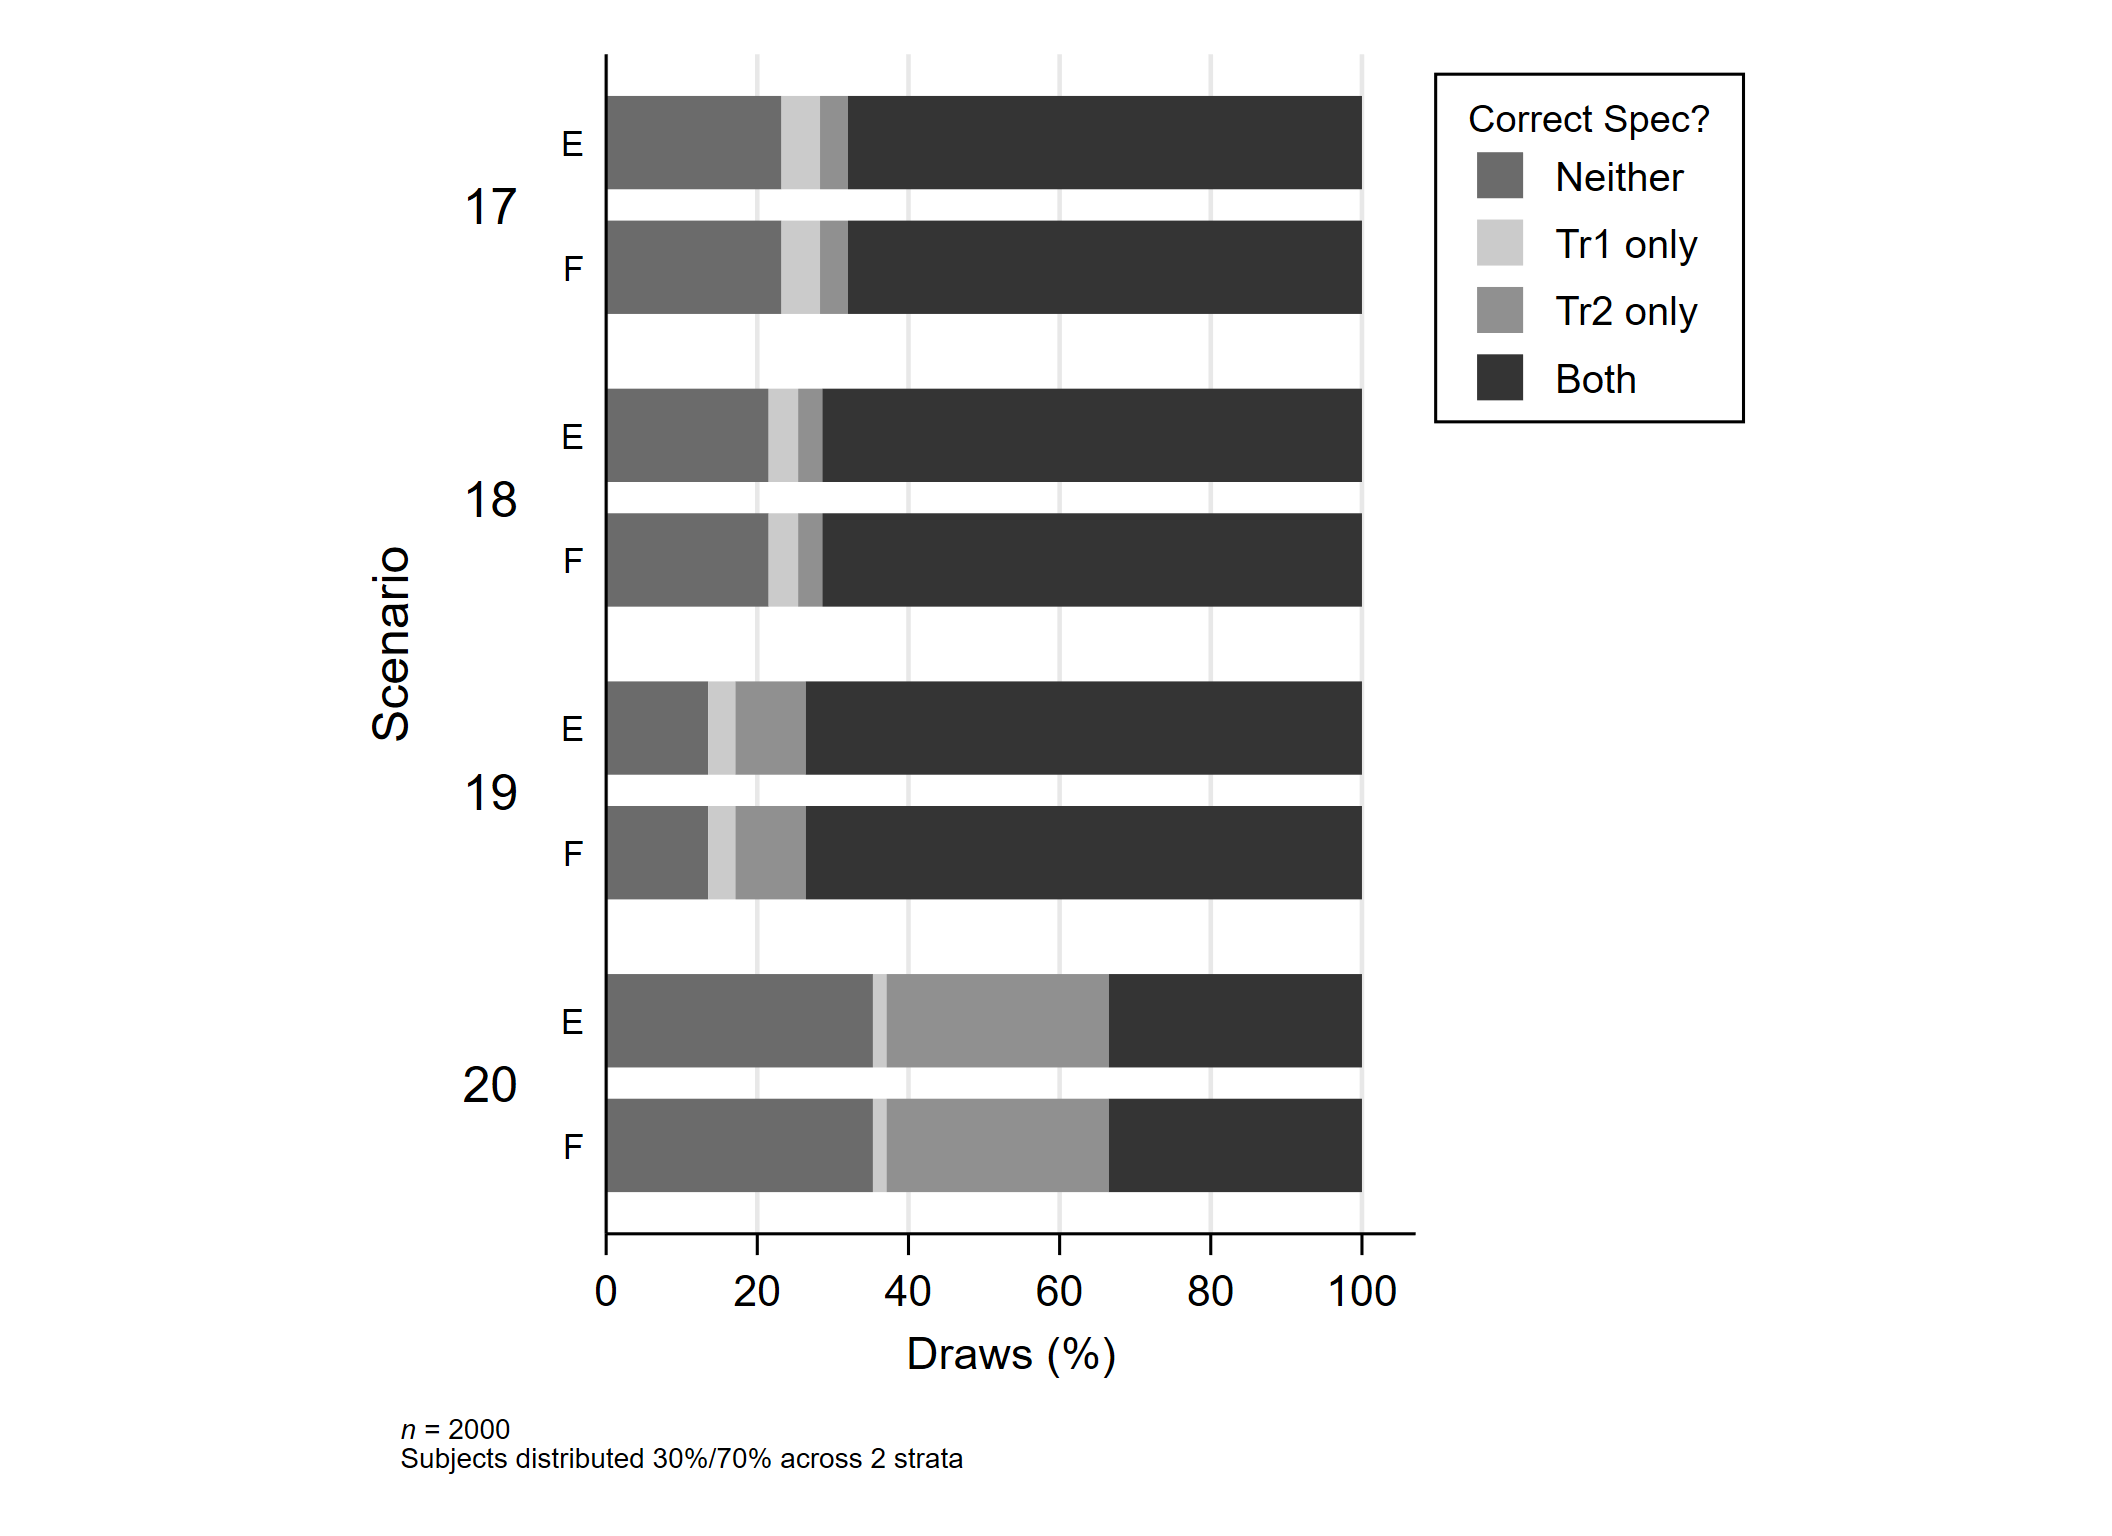 Correct Spec?
Neither
Tr1 only
Tr2 only
Both
Scenario
17
E
F
18
E
F
19
E
F
20
E
F
0 20 40 60 80 100
Draws (%)
n = 2000
Subjects distributed 30%/70% across 2 strata